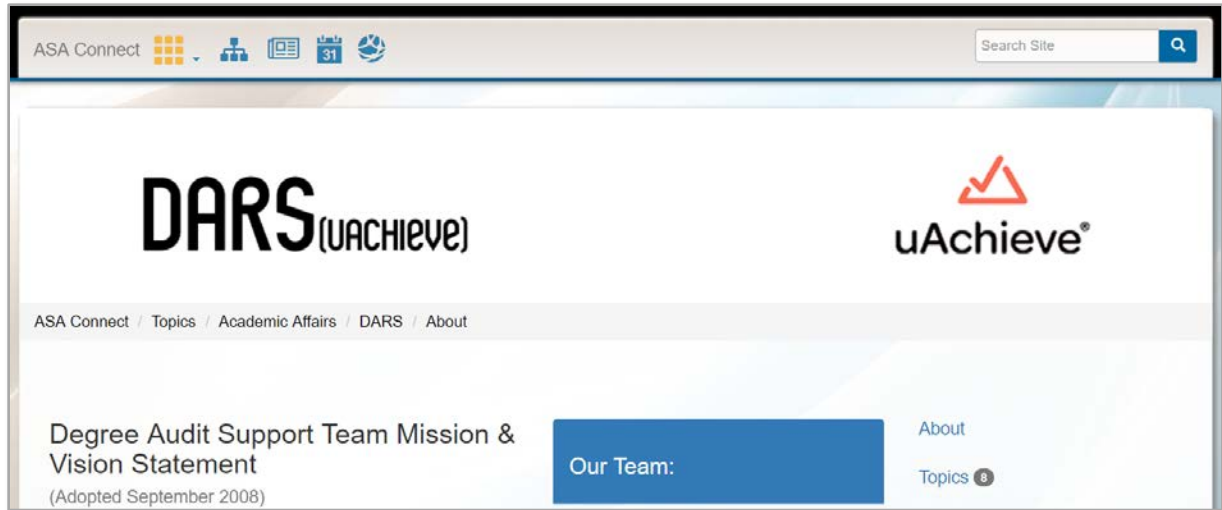 ASA Connect
31
Search Site
DARS(UACHIEVE)
uAchieve®
ASA Connect / Topics / Academic Affairs / DARS / About
Degree Audit Support Team Mission &
Vision Statement
(Adopted September 2008)
Our Team:
About
Topics 8